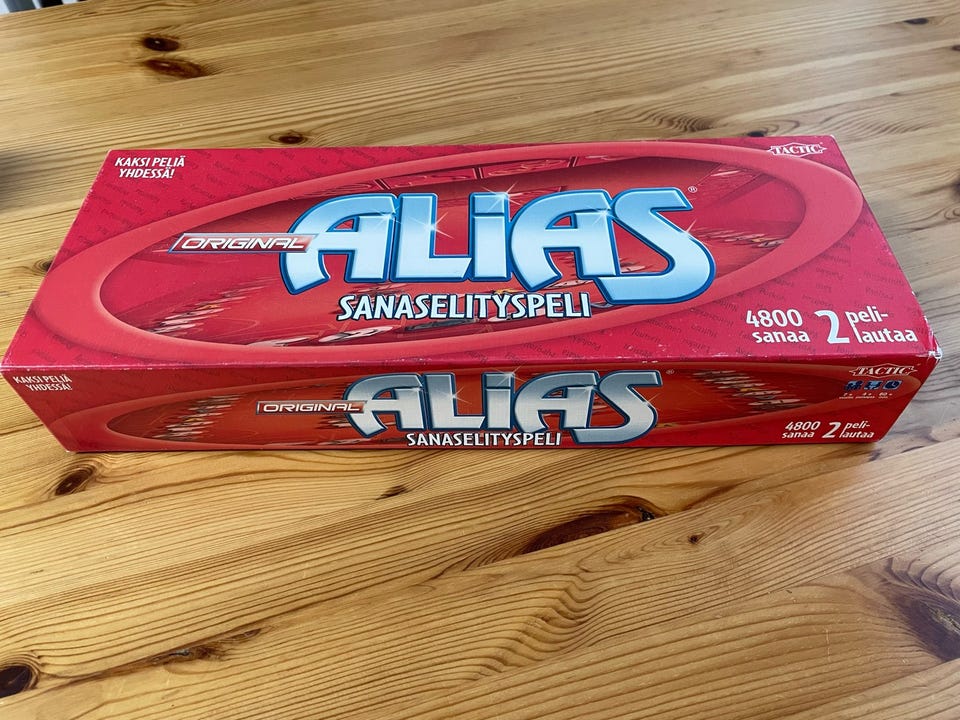 KAKSI PELIÄ
YHDESSÄ!
TACTIC
ORIGINAL
ALiAS®
SANASELITYSPELI
4800
sanaa
2 peli-
lautaa
KAKSI PELIÄ
YHDESSÄ!
TACTIC
ORIGINAL
ALiAS®
SANASELITYSPELI
4800
sanaa
2 peli-
lautaa